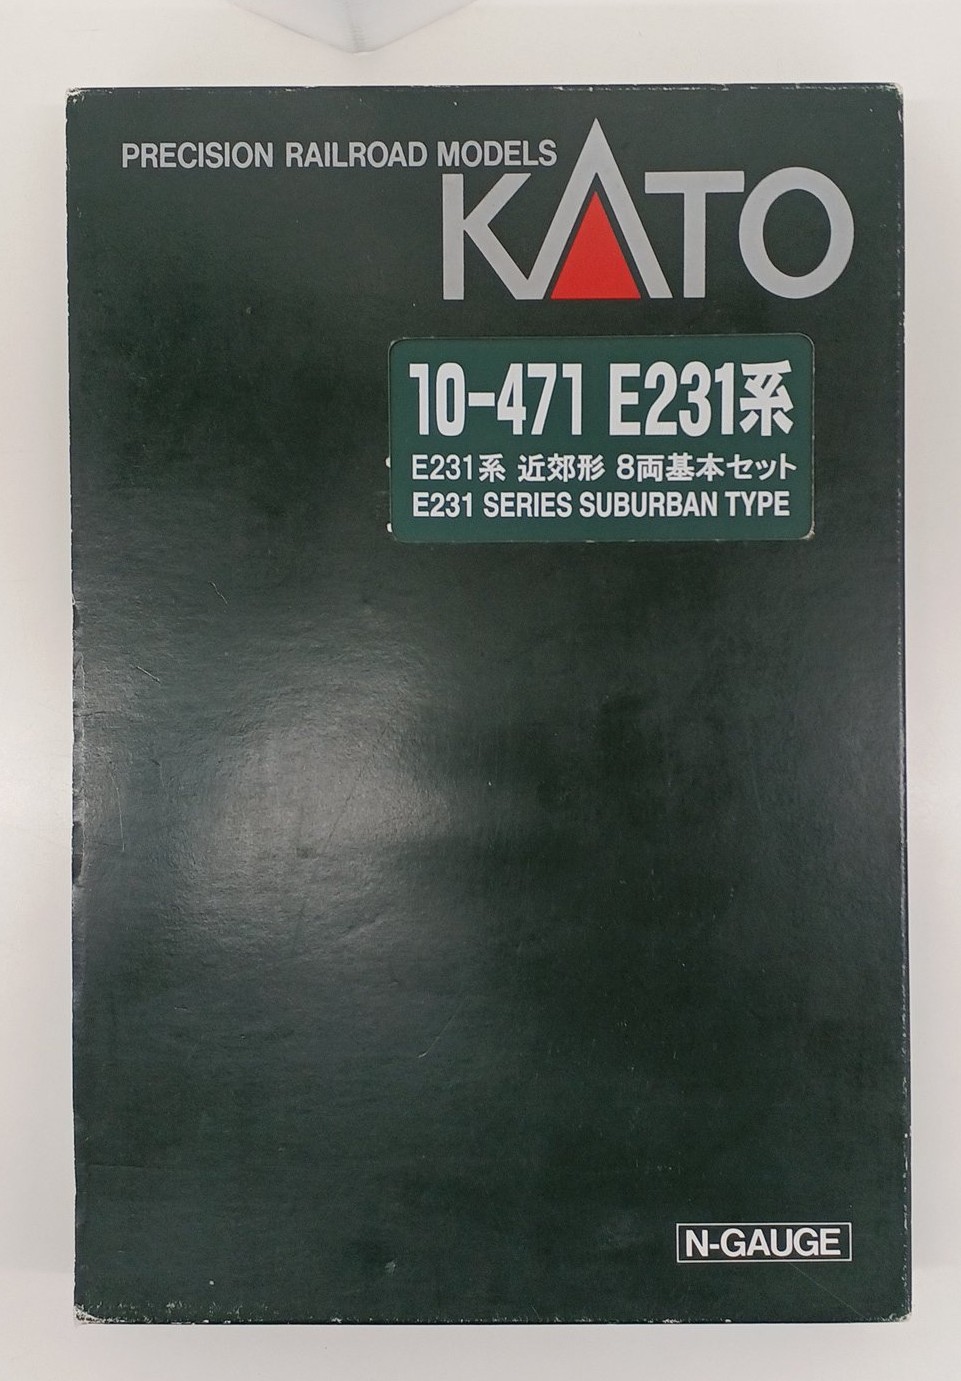 PRECISION RAILROAD MODELS
KATO
10-471 E231系
E231系 近郊形 8両基本セット
E231 SERIES SUBURBAN TYPE
N-GAUGE